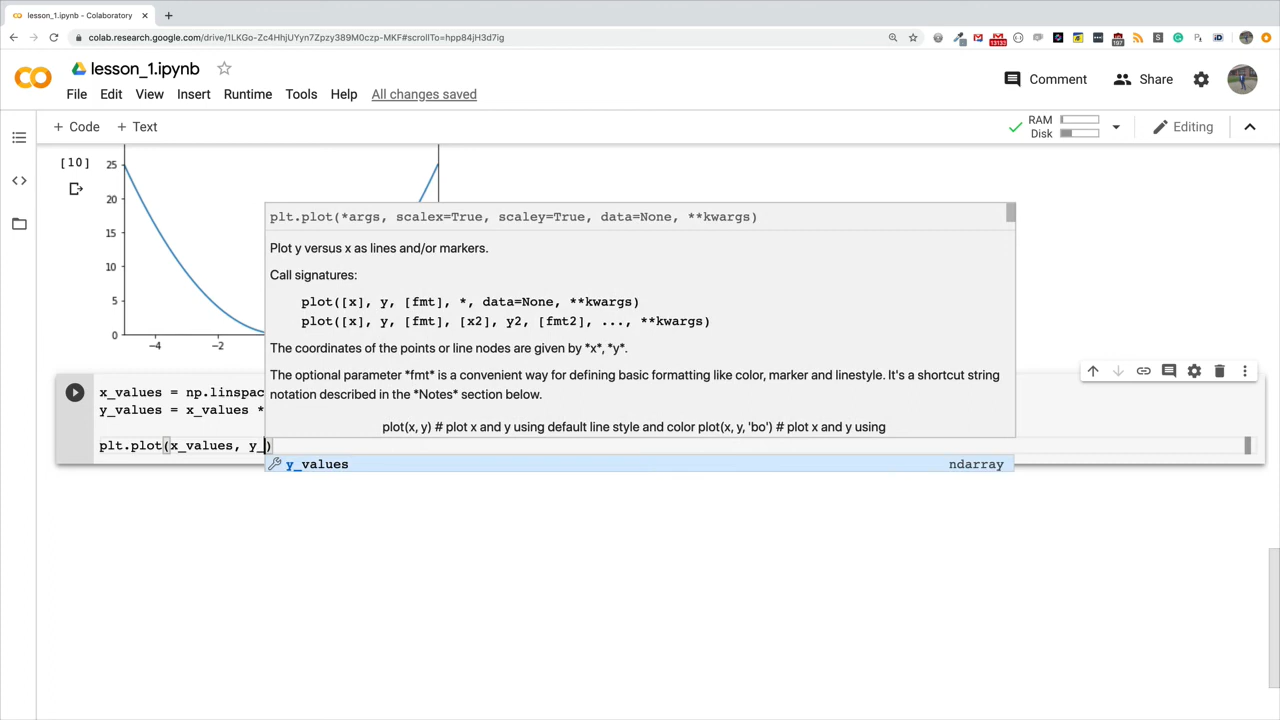 lesson_1.ipynb - Colaboratory
colab.research.google.com/drive/1LKGo-Zc4HhjUYyn7Zpzy389M0czp-MKF#scrollTo=hpp84jH3d7ig
13133
197
lesson_1.ipynb
Comment
Share
File Edit View Insert Runtime Tools Help All changes saved
+ Code + Text
RAM
Disk
Editing
[10]
25
20
15
10
5
0
−4 −2
plt.plot(*args, scalex=True, scaley=True, data=None, **kwargs)
Plot y versus x as lines and/or markers.
Call signatures:
plot([x], y, [fmt], *, data=None, **kwargs)
plot([x], y, [fmt], [x2], y2, [fmt2], ..., **kwargs)
The coordinates of the points or line nodes are given by *x*, *y*.
The optional parameter *fmt* is a convenient way for defining basic formatting like color, marker and linestyle. It's a shortcut string
notation described in the *Notes* section below.
plot(x, y) # plot x and y using default line style and color plot(x, y, 'bo') # plot x and y using
x_values = np.linspac
y_values = x_values *
plt.plot(x_values, y_)
y_values ndarray